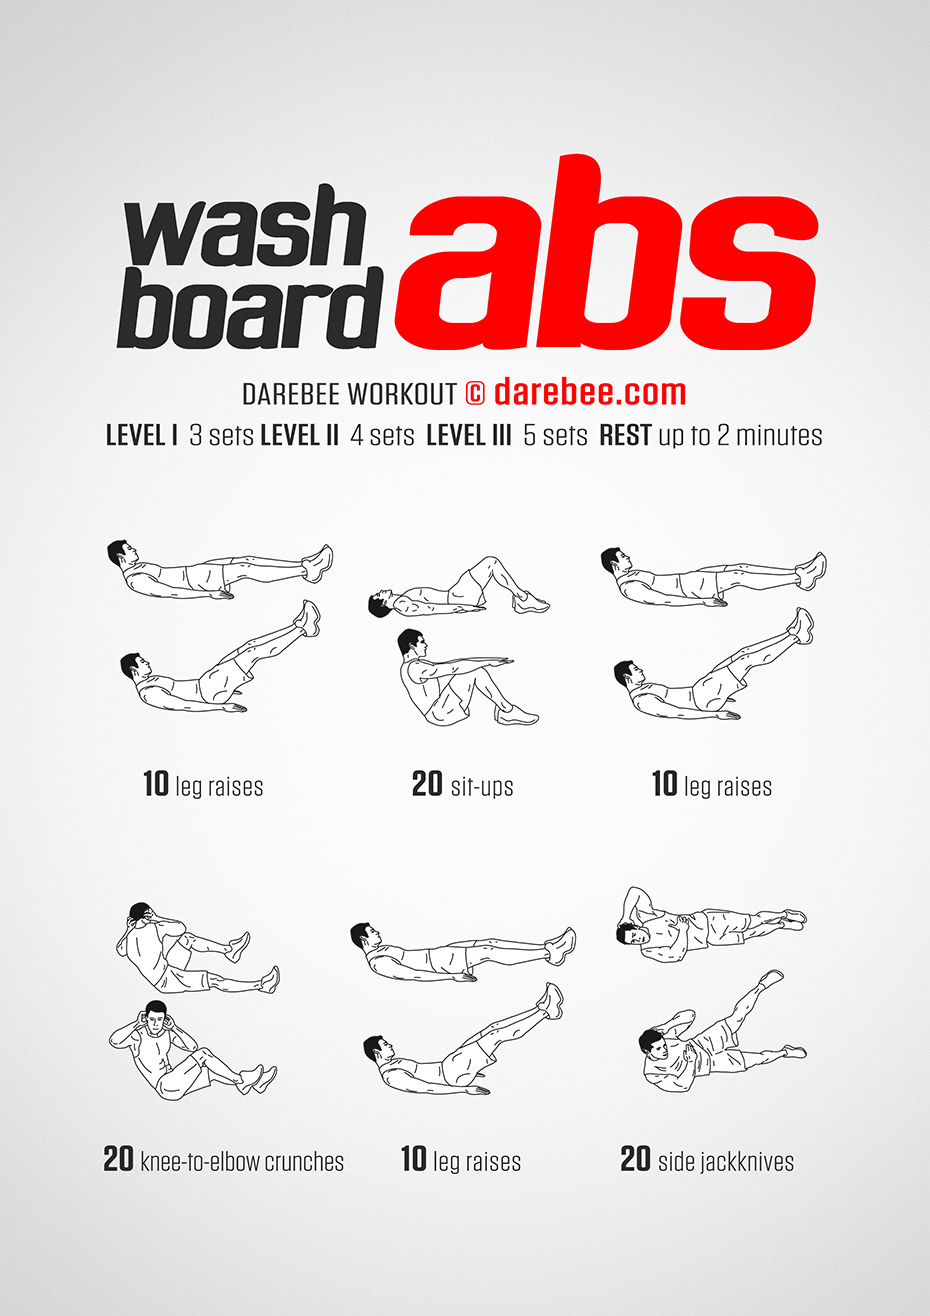 wash
board
abs
DAREBEE WORKOUT © darebee.com
LEVEL I 3 sets LEVEL II 4 sets LEVEL III 5 sets REST up to 2 minutes
10 leg raises
20 sit-ups
10 leg raises
20 knee-to-elbow crunches
10 leg raises
20 side jackknives